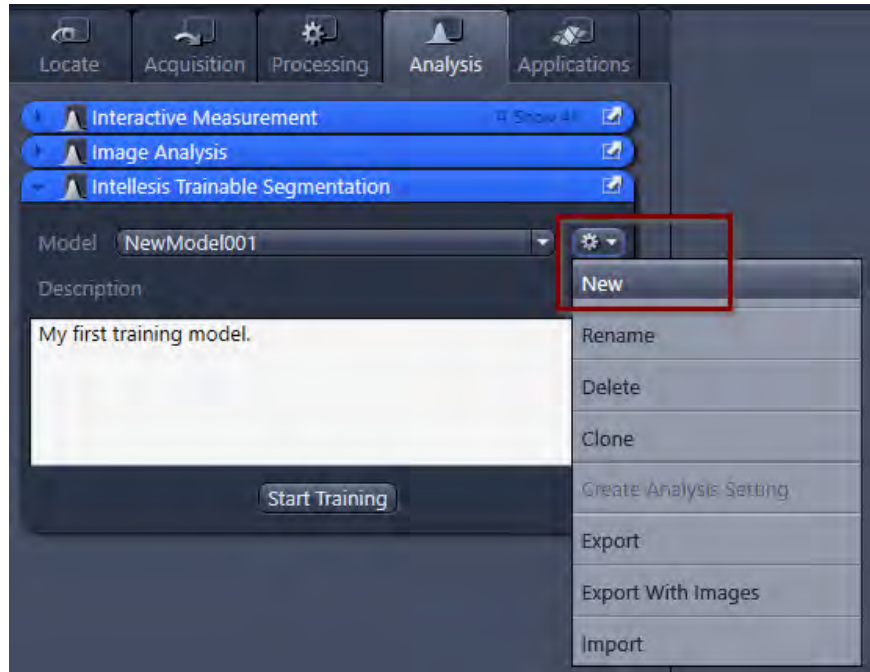 Locate Acquisition Processing Analysis Applications
Interactive Measurement
Image Analysis
Intellesis Trainable Segmentation
Model NewModel001
Description
My first training model.
Start Training
New
Rename
Delete
Clone
Create Analysis Setting
Export
Export With Images
Import